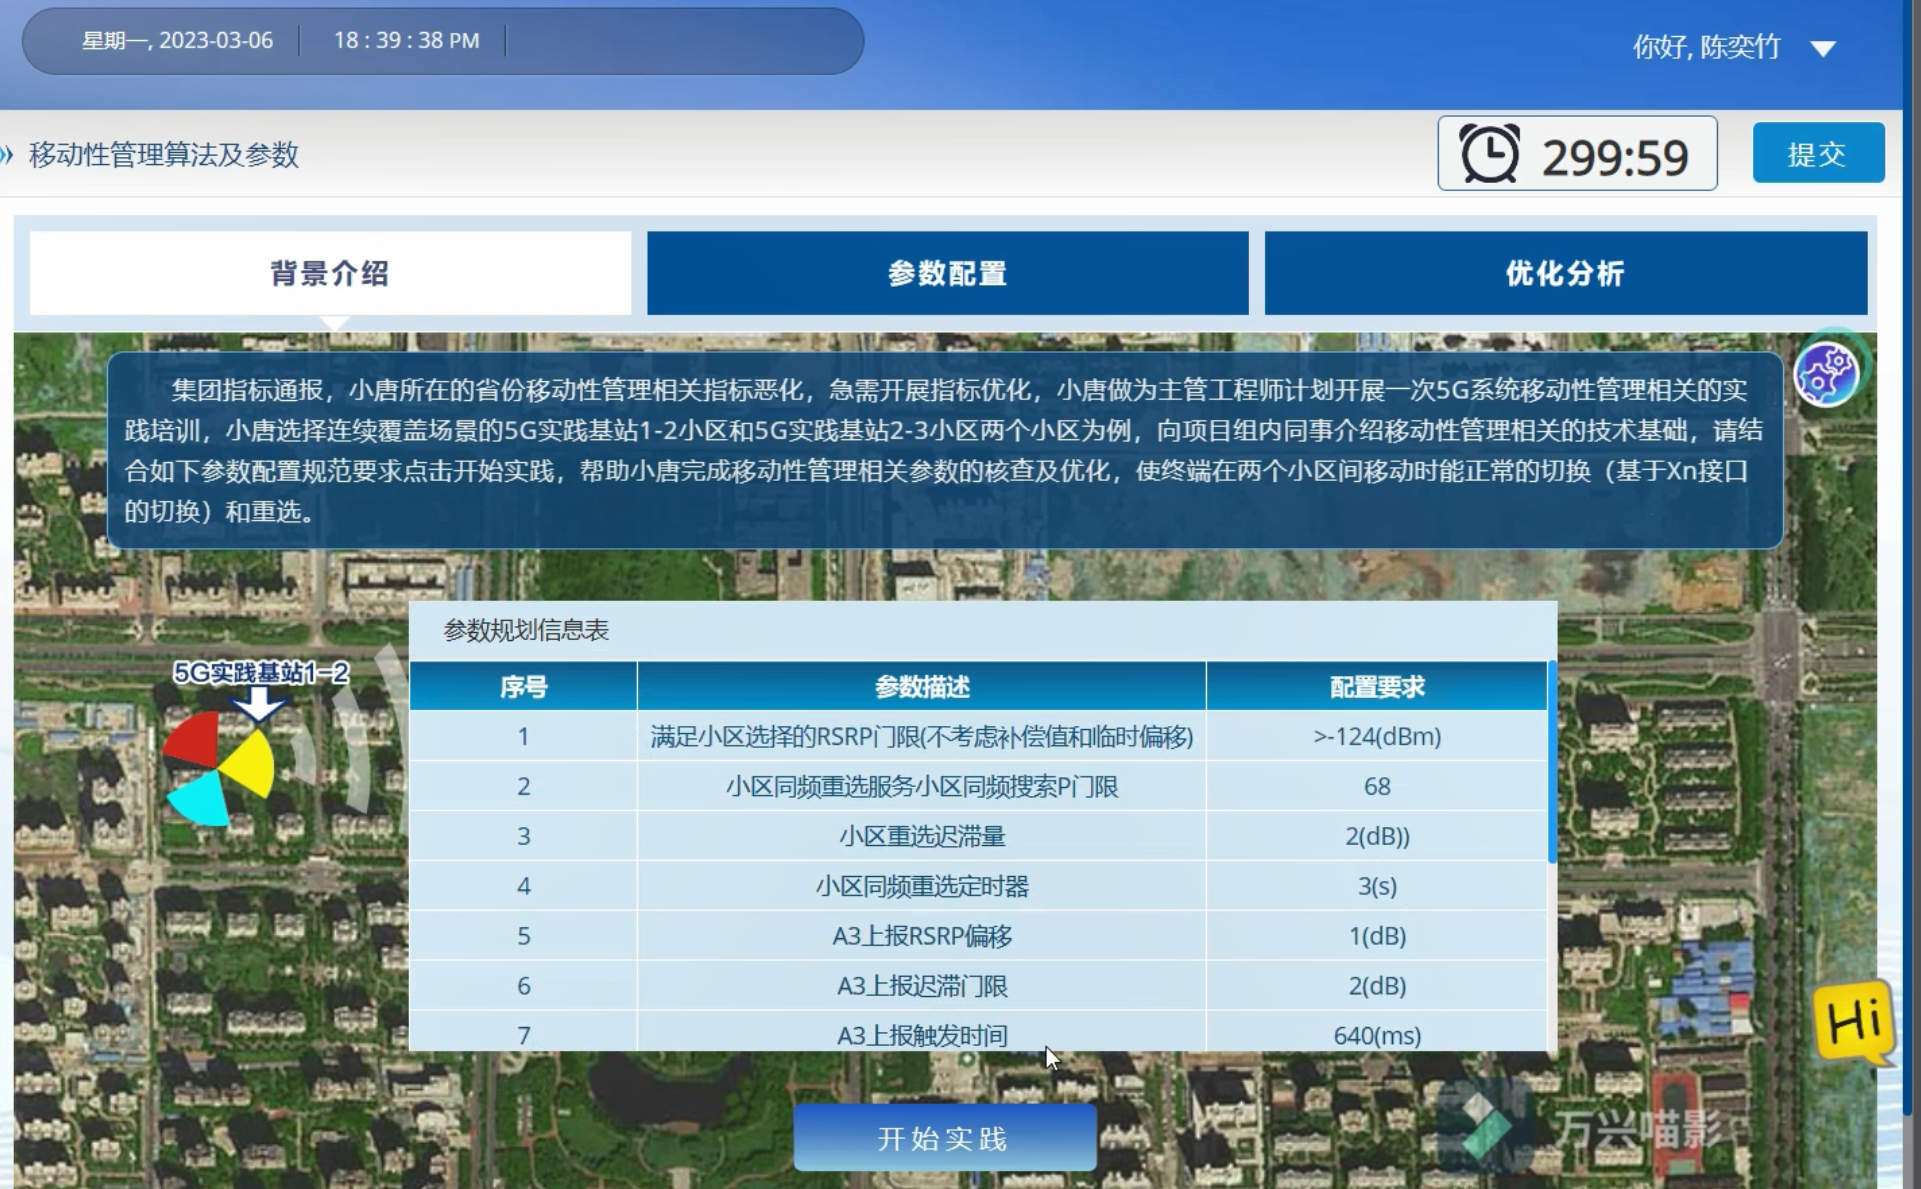 星期一, 2023-03-06
18 : 39 : 38 PM
你好, 陈奕竹
移动性管理算法及参数
299:59
提交
背景介绍
参数配置
优化分析
集团指标通报，小唐所在的省份移动性管理相关指标恶化，急需开展指标优化，小唐做为主管工程师计划开展一次5G系统移动性管理相关的实
践培训，小唐选择连续覆盖场景的5G实践基站1-2小区和5G实践基站2-3小区两个小区为例，向项目组内同事介绍移动性管理相关的技术基础，请结
合如下参数配置规范要求点击开始实践，帮助小唐完成移动性管理相关参数的核查及优化，使终端在两个小区间移动时能正常的切换（基于Xn接口
的切换）和重选。
5G实践基站1-2
参数规划信息表
序号 参数描述 配置要求
1 满足小区选择的RSRP门限(不考虑补偿值和临时偏移) >-124(dBm)
2 小区同频重选服务小区同频搜索P门限 68
3 小区重选迟滞量 2(dB))
4 小区同频重选定时器 3(s)
5 A3上报RSRP偏移 1(dB)
6 A3上报迟滞门限 2(dB)
7 A3上报触发时间 640(ms)
Hi
开始实践
万兴喵影